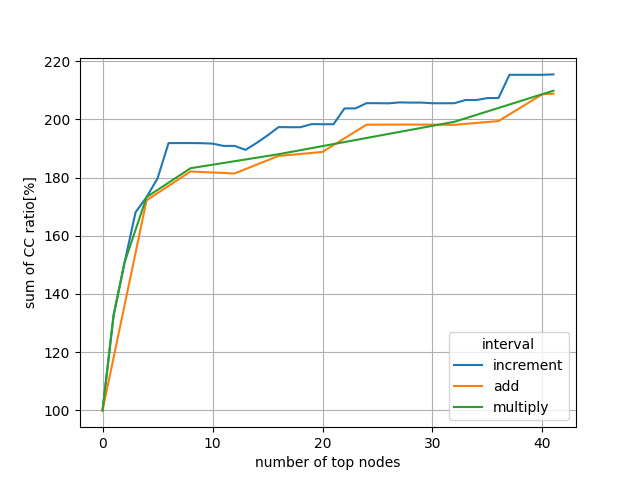 220
200
180
160
140
120
100
sum of CC ratio[%]
interval
increment
add
multiply
0 10 20 30 40
number of top nodes